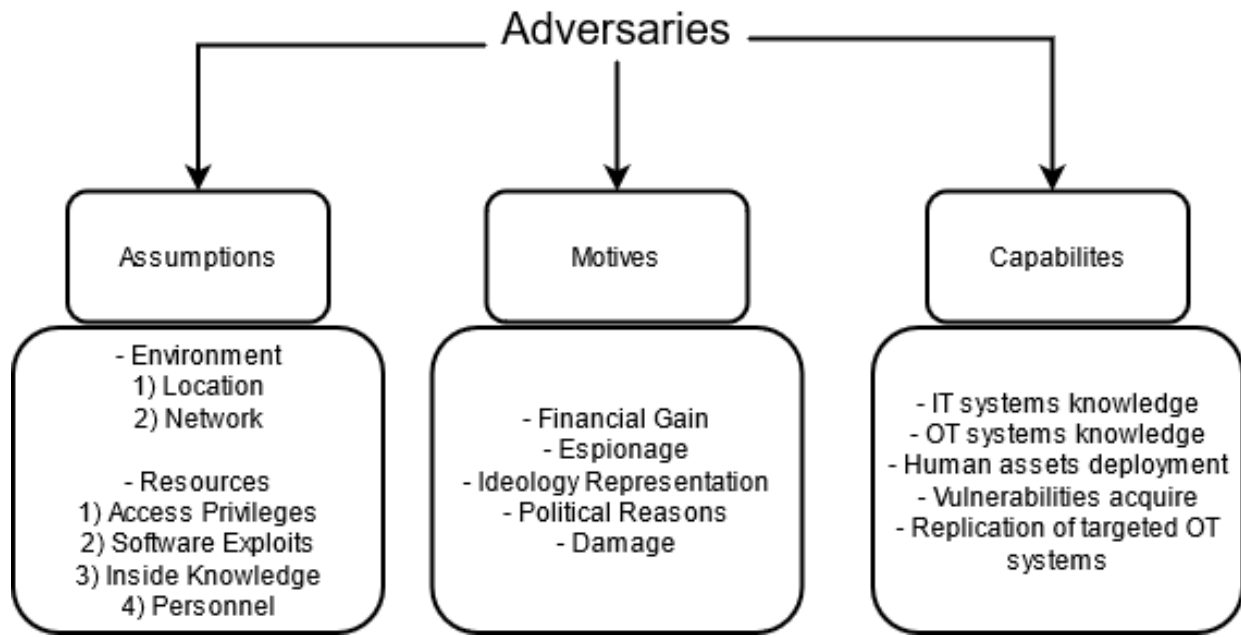 Adversaries
Assumptions
- Environment
1) Location
2) Network
- Resources
1) Access Privileges
2) Software Exploits
3) Inside Knowledge
4) Personnel
Motives
- Financial Gain
- Espionage
- Ideology Representation
- Political Reasons
- Damage
Capabilites
- IT systems knowledge
- OT systems knowledge
- Human assets deployment
- Vulnerabilities acquire
- Replication of targeted OT
systems